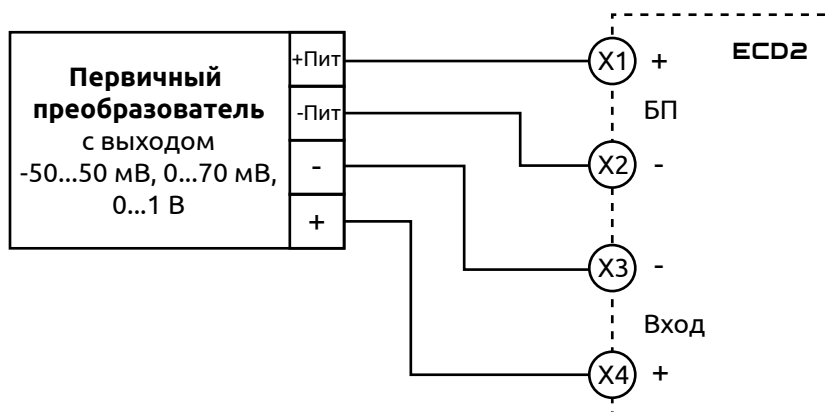 Первичный
преобразователь
с выходом
-50...50 мВ, 0...70 мВ,
0...1 В
+Пит
-Пит
-
+
X1 +
БП
X2 -
X3 -
Вход
X4 +
ECD2